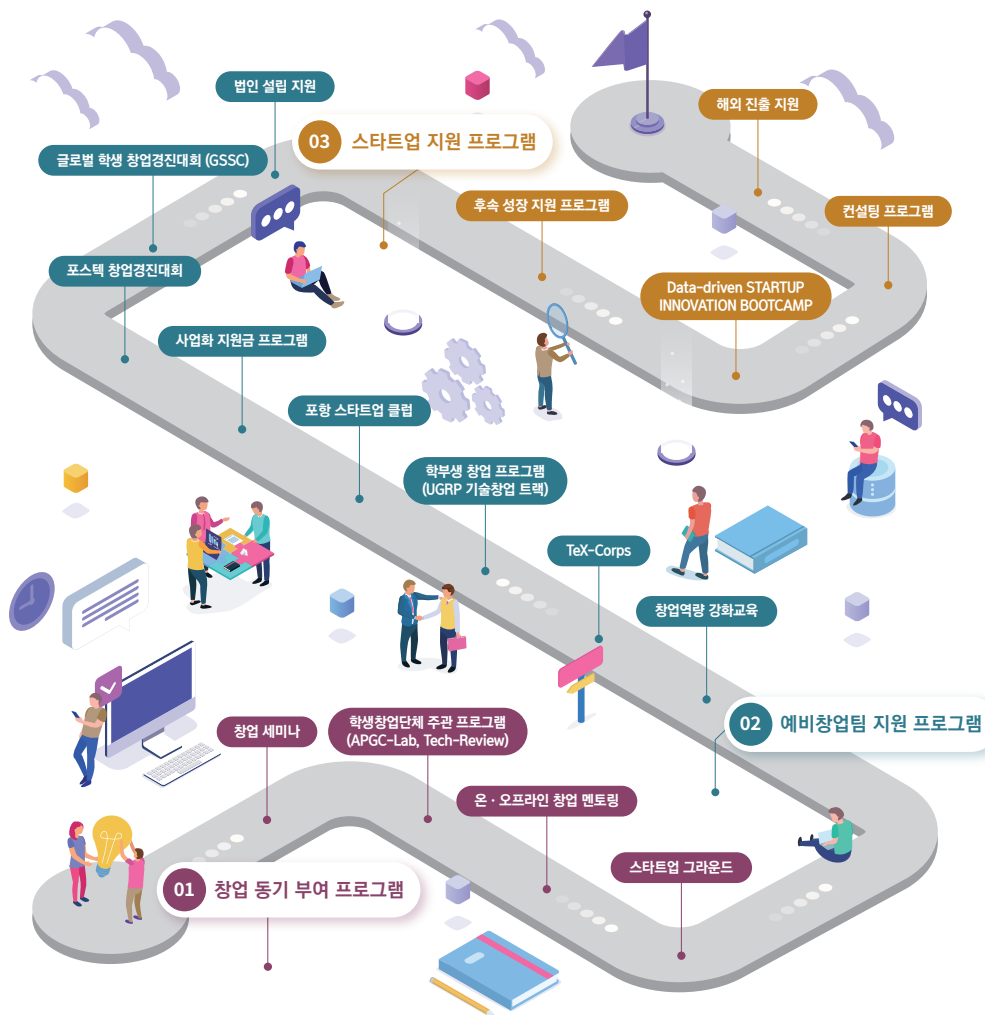 법인 설립 지원
해외 진출 지원
03 스타트업 지원 프로그램
글로벌 학생 창업경진대회 (GSSC)
후속 성장 지원 프로그램
컨설팅 프로그램
포스텍 창업경진대회
Data-driven STARTUP
INNOVATION BOOTCAMP
사업화 지원금 프로그램
포항 스타트업 클럽
학부생 창업 프로그램
(UGRP 기술창업 트랙)
TeX-Corps
창업역량 강화교육
02 예비창업팀 지원 프로그램
창업 세미나
학생창업단체 주관 프로그램
(APGC-Lab, Tech-Review)
온 · 오프라인 창업 멘토링
스타트업 그라운드
01 창업 동기 부여 프로그램